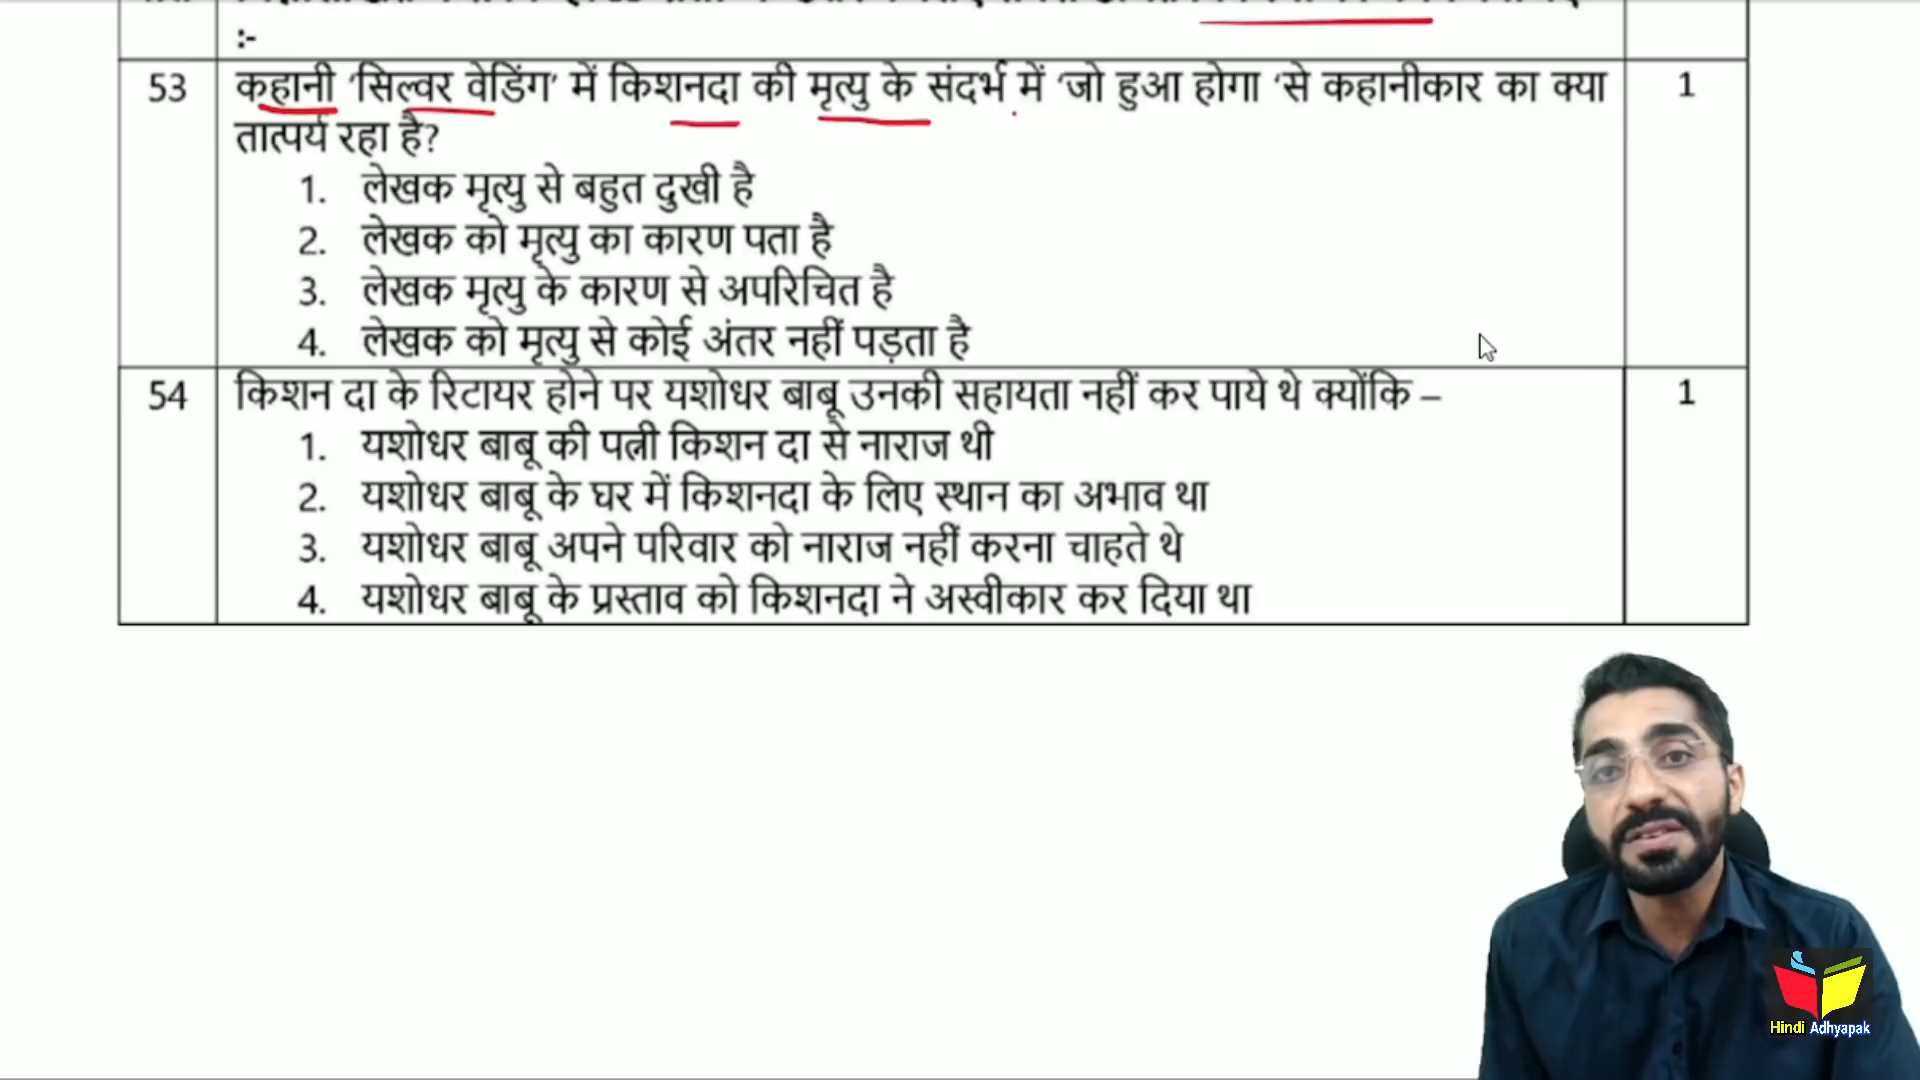 :-
53 कहानी 'सिल्वर वेडिंग' में किशनदा की मृत्यु के संदर्भ में 'जो हुआ होगा 'से कहानीकार का क्या 1
तात्पर्य रहा है?
1. लेखक मृत्यु से बहुत दुखी है
2. लेखक को मृत्यु का कारण पता है
3. लेखक मृत्यु के कारण से अपरिचित है
4. लेखक को मृत्यु से कोई अंतर नहीं पड़ता है
54 किशन दा के रिटायर होने पर यशोधर बाबू उनकी सहायता नहीं कर पाये थे क्योंकि – 1
1. यशोधर बाबू की पत्नी किशन दा से नाराज थी
2. यशोधर बाबू के घर में किशनदा के लिए स्थान का अभाव था
3. यशोधर बाबू अपने परिवार को नाराज नहीं करना चाहते थे
4. यशोधर बाबू के प्रस्ताव को किशनदा ने अस्वीकार कर दिया था
Hindi Adhyapak